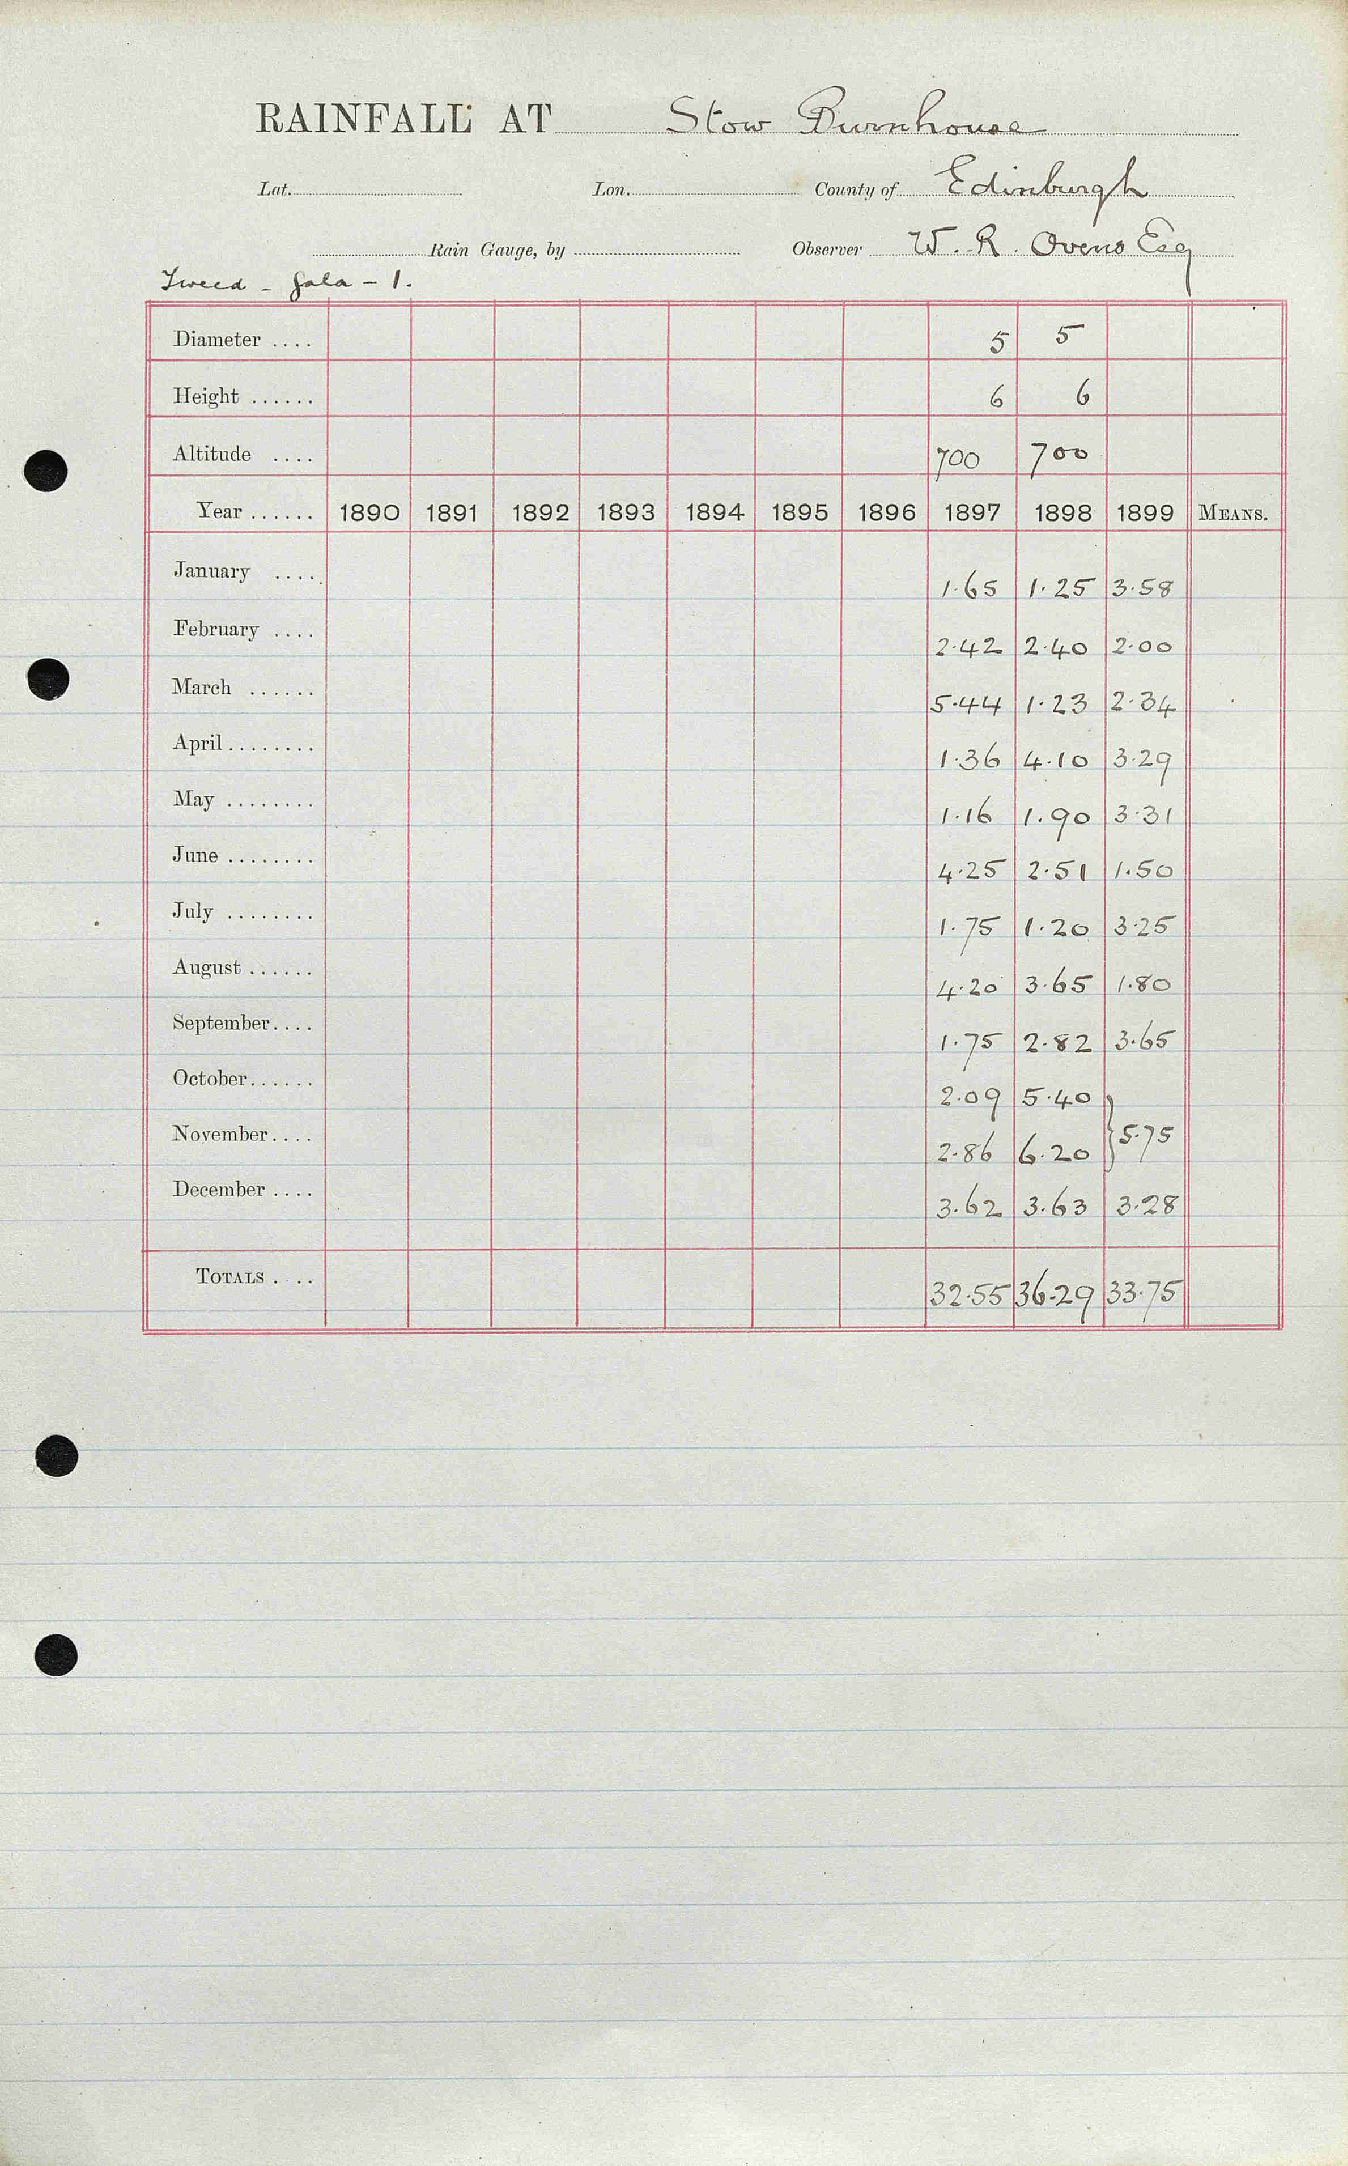 RAINFALL AT Stow Burnhouse
Lat. Lon. County of Edinburgh
Rain Gauge, by Observer W. R. Ovens Esq
Tweed - Gala - 1.
Diameter .... 5 5
Height ...... 6 6
Altitude .... 700 700
Year ...... 1890 1891 1892 1893 1894 1895 1896 1897 1898 1899 MEANS.
January .... 1.65 1.25 3.58
February .... 2.42 2.40 2.00
March ...... 5.44 1.23 2.34
April ........ 1.36 4.10 3.29
May ........ 1.16 1.90 3.31
June ........ 4.25 2.51 1.50
July ........ 1.75 1.20 3.25
August ...... 4.20 3.65 1.80
September.... 1.75 2.82 3.65
October...... 2.09 5.40
November.... 2.86 6.20 } 5.75
December .... 3.62 3.63 3.28
TOTALS .... 32.55 36.29 33.75